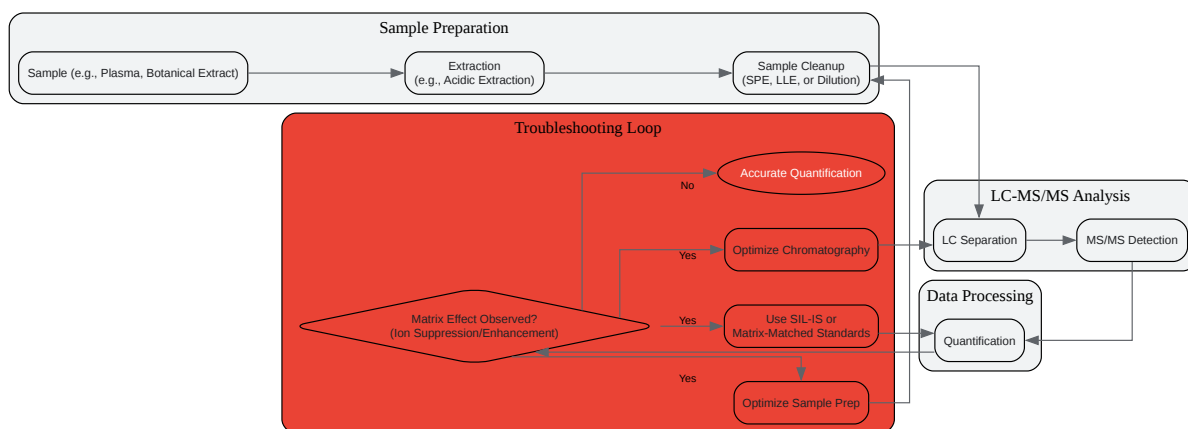 Sample Preparation
Sample (e.g., Plasma, Botanical Extract)
Extraction
(e.g., Acidic Extraction)
Sample Cleanup
(SPE, LLE, or Dilution)
Troubleshooting Loop
Accurate Quantification
No
Optimize Chromatography
Yes
Matrix Effect Observed?
(Ion Suppression/Enhancement)
Yes
Use SIL-IS or
Matrix-Matched Standards
Yes
Optimize Sample Prep
LC-MS/MS Analysis
LC Separation
MS/MS Detection
Data Processing
Quantification